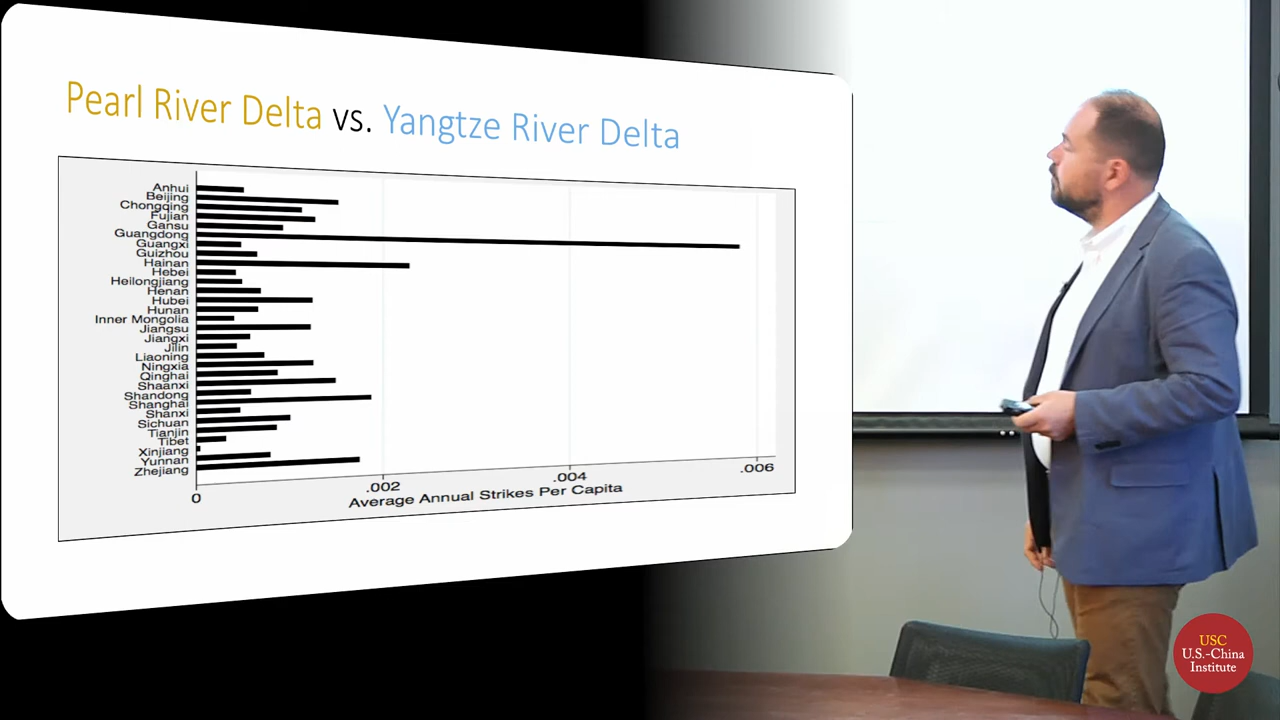 Pearl River Delta vs. Yangtze River Delta
Anhui
Beijing
Chongqing
Fujian
Gansu
Guangdong
Guangxi
Guizhou
Hainan
Hebei
Heilongjiang
Henan
Hubei
Hunan
Inner Mongolia
Jiangsu
Jiangxi
Jilin
Liaoning
Ningxia
Qinghai
Shaanxi
Shandong
Shanghai
Shanxi
Sichuan
Tianjin
Tibet
Xinjiang
Yunnan
Zhejiang
0 .002 .004 .006
Average Annual Strikes Per Capita
USC
U.S.-China
Institute